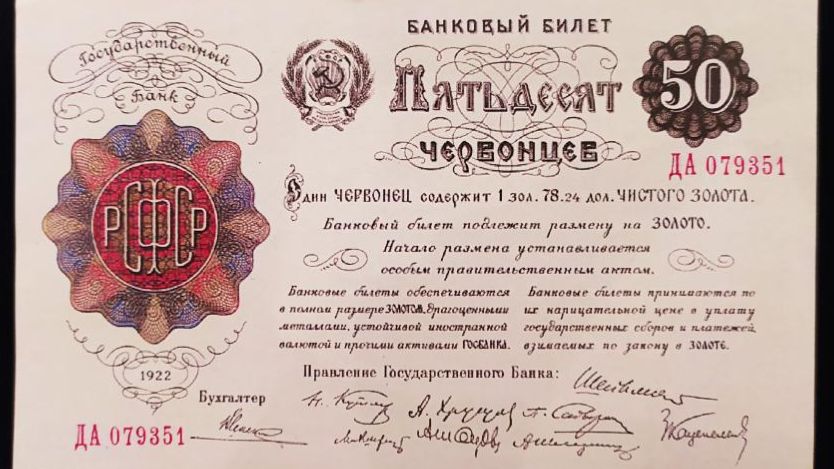 Государственный
Банк
БАНКОВЫЙ БИЛЕТ
ПЯТЬДЕСЯТ
ЧЕРВОНЦЕВ
50
ДА 079351
РСФСР
Один ЧЕРВОНЕЦ содержит 1 зол. 78.24 дол. ЧИСТОГО ЗОЛОТА.
Банковый билет подлежит размену на ЗОЛОТО.
Начало размена устанавливается
особым правительственным актом.
Банковые билеты обеспечиваются
в полном размере ЗОЛОТОМ, драгоценными
металлами, устойчивой иностранной
валютой и прочими активами ГОСБАНКА.
Банковые билеты принимаются по
их нарицательной цене в уплату
государственных сборов и платежей,
взимаемых по закону в ЗОЛОТЕ.
1922
Правление Государственного Банка:
Бухгалтер
ДА 079351